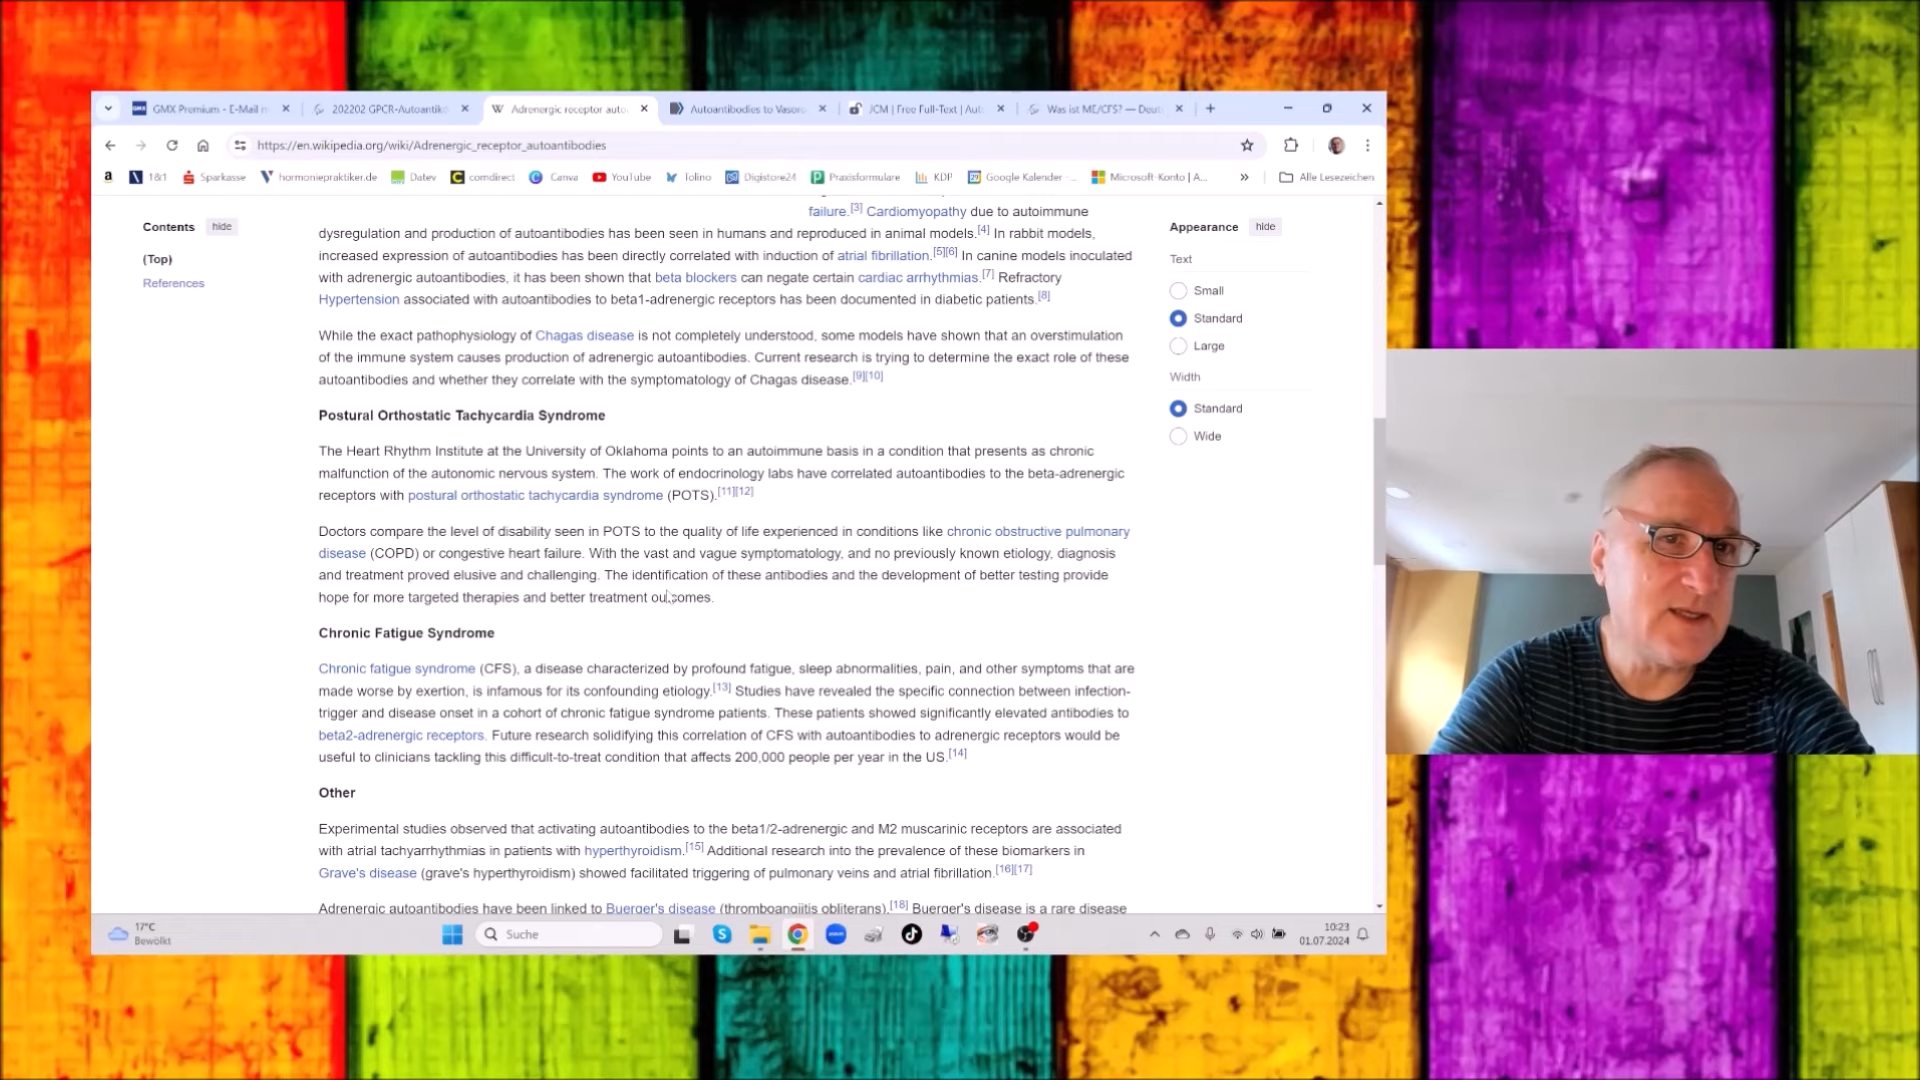 GMX Premium - E-Mail
202202 GPCR-Autoantik
Adrenergic receptor auto
Autoantibodies to Vasor
JCM | Free Full-Text | Aut
Was ist ME/CFS? — Deut
https://en.wikipedia.org/wiki/Adrenergic_receptor_autoantibodies
1&1
Sparkasse
hormoniepraktiker.de
Datev
comdirect
Canva
YouTube
Tolino
Digistore24
Praxisformulare
KDP
Google Kalender -...
Microsoft-Konto | A...
»
Alle Lesezeichen
Contents
hide
(Top)
References
failure.[3] Cardiomyopathy due to autoimmune
dysregulation and production of autoantibodies has been seen in humans and reproduced in animal models.[4] In rabbit models,
increased expression of autoantibodies has been directly correlated with induction of atrial fibrillation.[5][6] In canine models inoculated
with adrenergic autoantibodies, it has been shown that beta blockers can negate certain cardiac arrhythmias.[7] Refractory
Hypertension associated with autoantibodies to beta1-adrenergic receptors has been documented in diabetic patients.[8]
While the exact pathophysiology of Chagas disease is not completely understood, some models have shown that an overstimulation
of the immune system causes production of adrenergic autoantibodies. Current research is trying to determine the exact role of these
autoantibodies and whether they correlate with the symptomatology of Chagas disease.[9][10]
Postural Orthostatic Tachycardia Syndrome
The Heart Rhythm Institute at the University of Oklahoma points to an autoimmune basis in a condition that presents as chronic
malfunction of the autonomic nervous system. The work of endocrinology labs have correlated autoantibodies to the beta-adrenergic
receptors with postural orthostatic tachycardia syndrome (POTS).[11][12]
Doctors compare the level of disability seen in POTS to the quality of life experienced in conditions like chronic obstructive pulmonary
disease (COPD) or congestive heart failure. With the vast and vague symptomatology, and no previously known etiology, diagnosis
and treatment proved elusive and challenging. The identification of these antibodies and the development of better testing provide
hope for more targeted therapies and better treatment outcomes.
Chronic Fatigue Syndrome
Chronic fatigue syndrome (CFS), a disease characterized by profound fatigue, sleep abnormalities, pain, and other symptoms that are
made worse by exertion, is infamous for its confounding etiology.[13] Studies have revealed the specific connection between infection-
trigger and disease onset in a cohort of chronic fatigue syndrome patients. These patients showed significantly elevated antibodies to
beta2-adrenergic receptors. Future research solidifying this correlation of CFS with autoantibodies to adrenergic receptors would be
useful to clinicians tackling this difficult-to-treat condition that affects 200,000 people per year in the US.[14]
Other
Experimental studies observed that activating autoantibodies to the beta1/2-adrenergic and M2 muscarinic receptors are associated
with atrial tachyarrhythmias in patients with hyperthyroidism.[15] Additional research into the prevalence of these biomarkers in
Grave's disease (grave's hyperthyroidism) showed facilitated triggering of pulmonary veins and atrial fibrillation.[16][17]
Adrenergic autoantibodies have been linked to Buerger's disease (thromboangiitis obliterans).[18] Buerger's disease is a rare disease
Appearance
hide
Text
Small
Standard
Large
Width
Standard
Wide
17°C
Bewölkt
Suche
10:23
01.07.2024